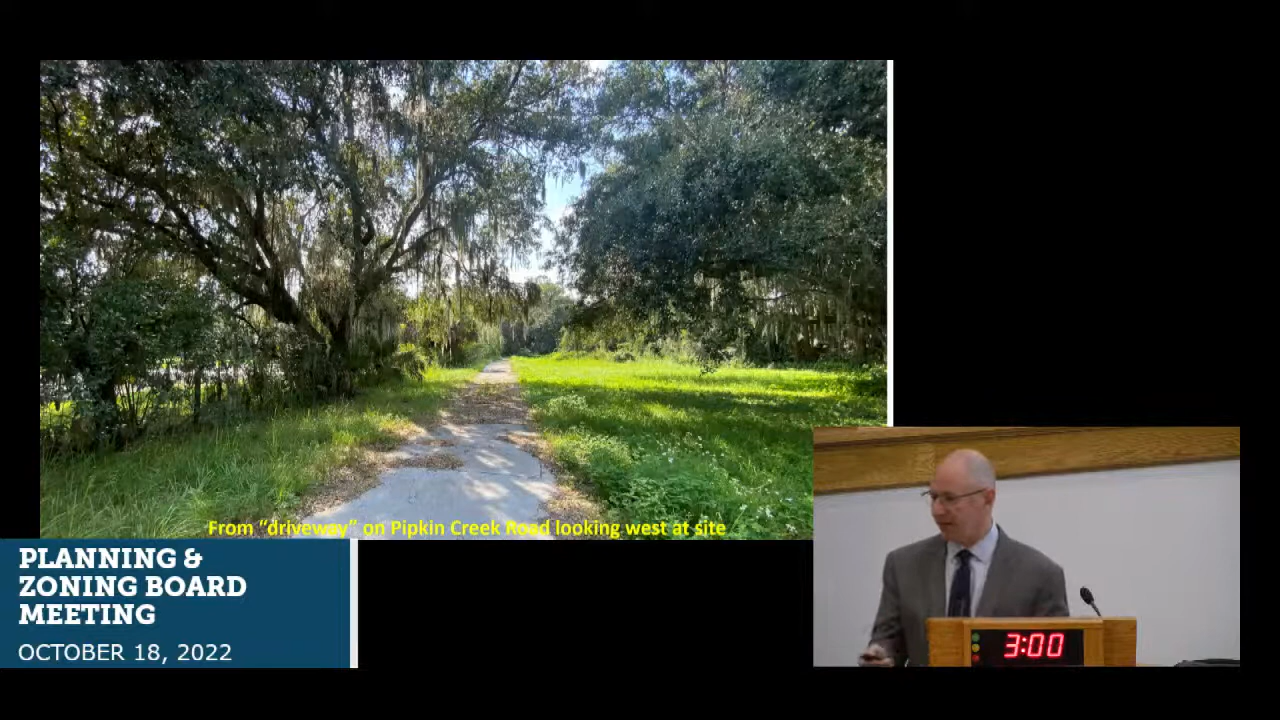 From “driveway” on Pipkin Creek Road looking west at site
PLANNING &
ZONING BOARD
MEETING
OCTOBER 18, 2022
3:00